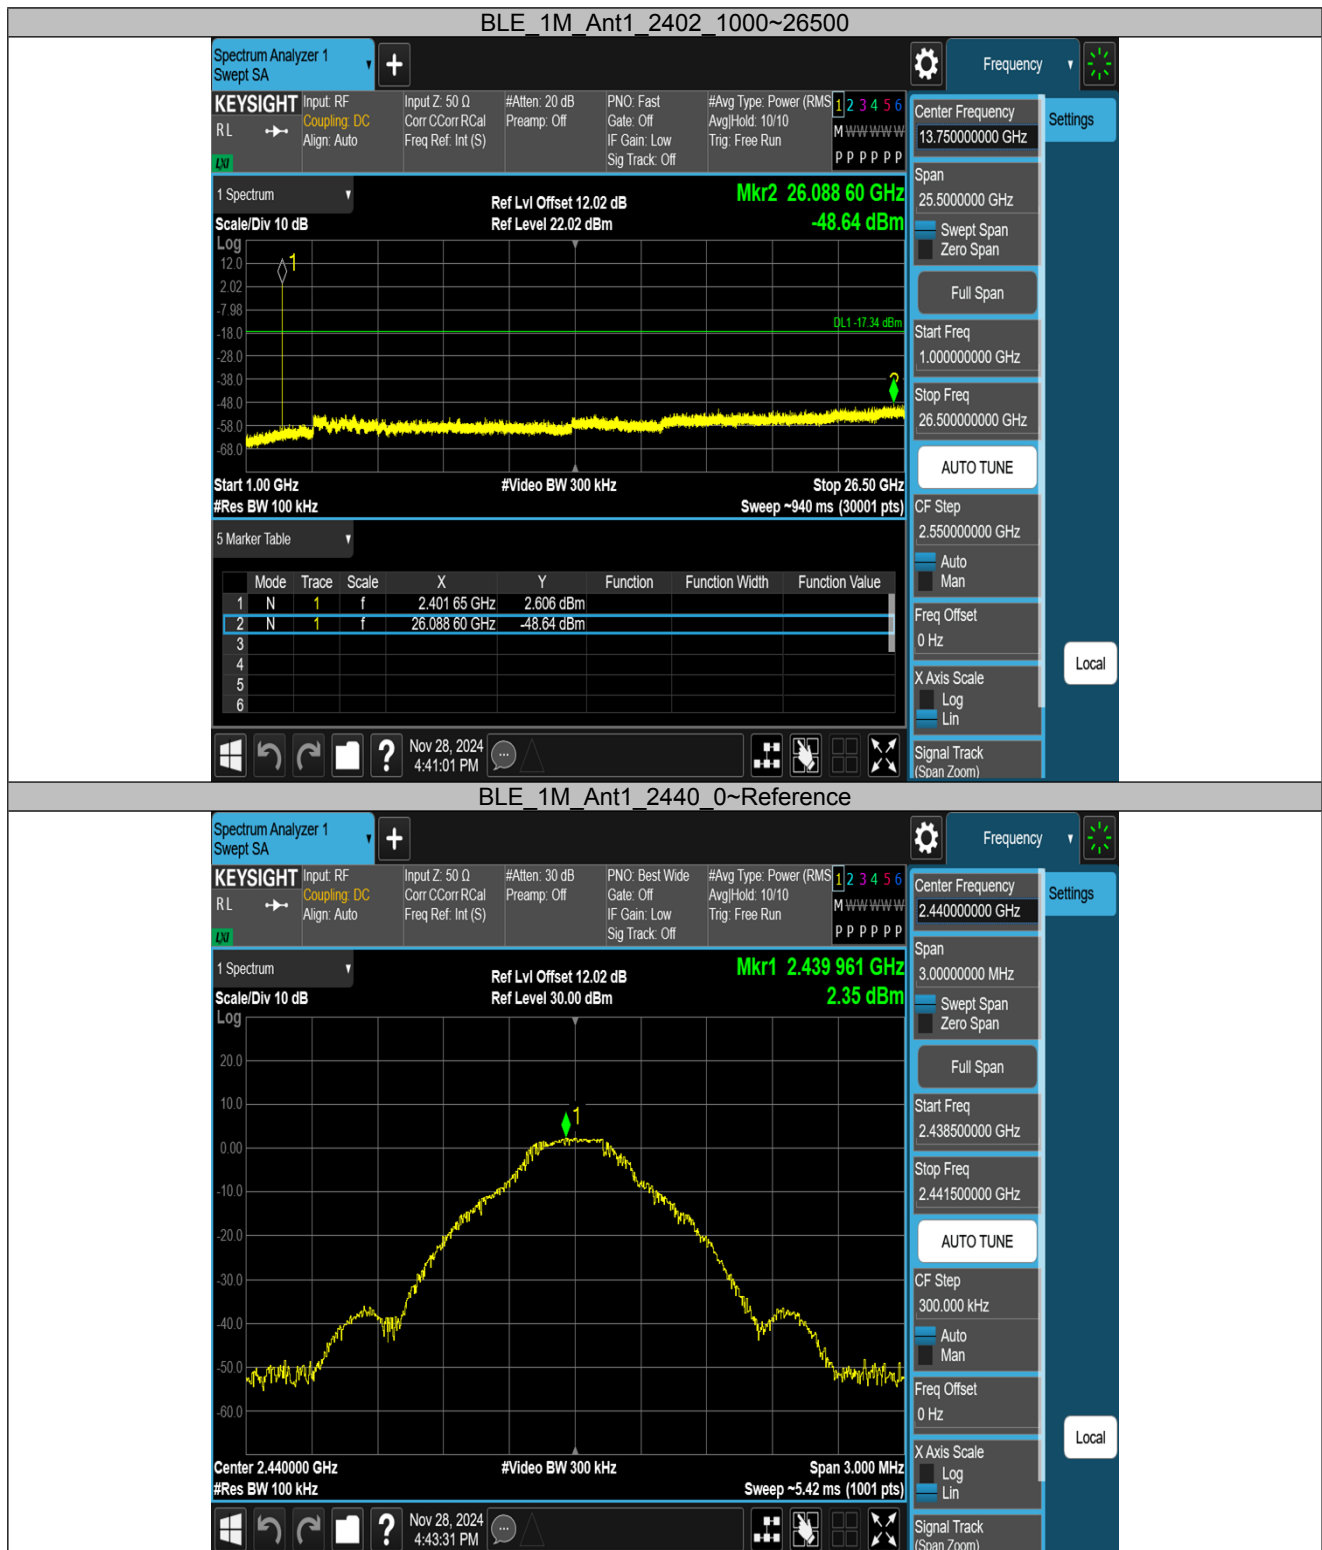 BLE_1M_Ant1_2402_1000~26500
Spectrum Analyzer 1
Swept SA
Frequency
KEYSIGHT
RL
LXI
Input: RF
Coupling: DC
Align: Auto
Input Z: 50 Ω
Corr CCorr RCal
Freq Ref: Int (S)
#Atten: 20 dB
Preamp: Off
PNO: Fast
Gate: Off
IF Gain: Low
Sig Track: Off
#Avg Type: Power (RMS
Avg|Hold: 10/10
Trig: Free Run
1 2 3 4 5 6
M W W W W W
P P P P P P
1 Spectrum
Scale/Div 10 dB
Ref Lvl Offset 12.02 dB
Ref Level 22.02 dBm
Mkr2 26.088 60 GHz
-48.64 dBm
Log
12.0
2.02
-7.98
-18.0
-28.0
-38.0
-48.0
-58.0
-68.0
1
DL1 -17.34 dBm
Start 1.00 GHz
#Res BW 100 kHz
#Video BW 300 kHz
Stop 26.50 GHz
Sweep ~940 ms (30001 pts)
5 Marker Table
Mode Trace Scale X Y Function Function Width Function Value
1 N 1 f 2.401 65 GHz 2.606 dBm
2 N 1 f 26.088 60 GHz -48.64 dBm
3
4
5
6
Nov 28, 2024
4:41:01 PM
Center Frequency
13.750000000 GHz
Span
25.5000000 GHz
Swept Span
Zero Span
Full Span
Start Freq
1.000000000 GHz
Stop Freq
26.500000000 GHz
AUTO TUNE
CF Step
2.550000000 GHz
Auto
Man
Freq Offset
0 Hz
X Axis Scale
Log
Lin
Signal Track
(Span Zoom)
Settings
Local
BLE_1M_Ant1_2440_0~Reference
Spectrum Analyzer 1
Swept SA
Frequency
KEYSIGHT
RL
LXI
Input: RF
Coupling: DC
Align: Auto
Input Z: 50 Ω
Corr CCorr RCal
Freq Ref: Int (S)
#Atten: 30 dB
Preamp: Off
PNO: Best Wide
Gate: Off
IF Gain: Low
Sig Track: Off
#Avg Type: Power (RMS
Avg|Hold: 10/10
Trig: Free Run
1 2 3 4 5 6
M W W W W W
P P P P P P
1 Spectrum
Scale/Div 10 dB
Ref Lvl Offset 12.02 dB
Ref Level 30.00 dBm
Mkr1 2.439 961 GHz
2.35 dBm
Log
20.0
10.0
0.00
-10.0
-20.0
-30.0
-40.0
-50.0
-60.0
1
Center 2.440000 GHz
#Res BW 100 kHz
#Video BW 300 kHz
Span 3.000 MHz
Sweep ~5.42 ms (1001 pts)
Nov 28, 2024
4:43:31 PM
Center Frequency
2.440000000 GHz
Span
3.00000000 MHz
Swept Span
Zero Span
Full Span
Start Freq
2.438500000 GHz
Stop Freq
2.441500000 GHz
AUTO TUNE
CF Step
300.000 kHz
Auto
Man
Freq Offset
0 Hz
X Axis Scale
Log
Lin
Signal Track
(Span Zoom)
Settings
Local